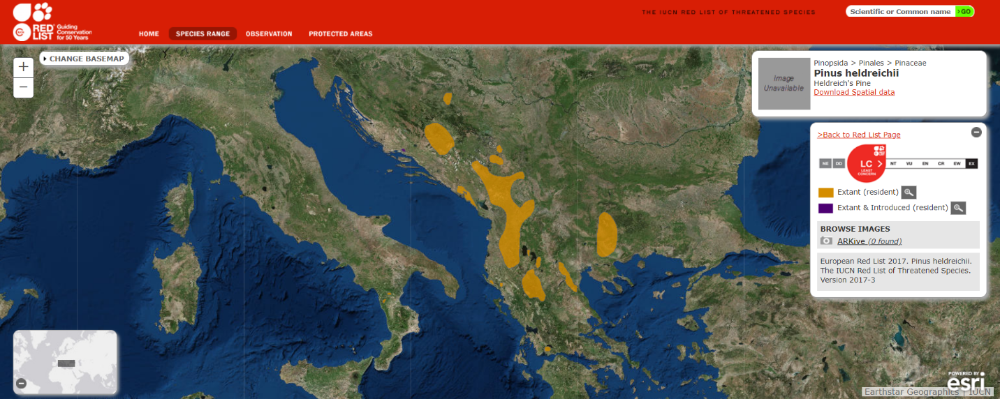 RED
LIST
Guiding
Conservation
for 50 Years
THE IUCN RED LIST OF THREATENED SPECIES
Scientific or Common name >GO
HOME SPECIES RANGE OBSERVATION PROTECTED AREAS
+
−
CHANGE BASEMAP
Image
Unavailable
Pinopsida > Pinales > Pinaceae
Pinus heldreichii
Heldreich's Pine
Download Spatial data
>Back to Red List Page
NE DD LC > NT VU EN CR EW EX
LEAST
CONCERN
Extant (resident)
Extant & Introduced (resident)
BROWSE IMAGES
ARKive (0 found)
European Red List 2017. Pinus heldreichii.
The IUCN Red List of Threatened Species.
Version 2017-3
POWERED BY
esri
Earthstar Geographics | IUCN